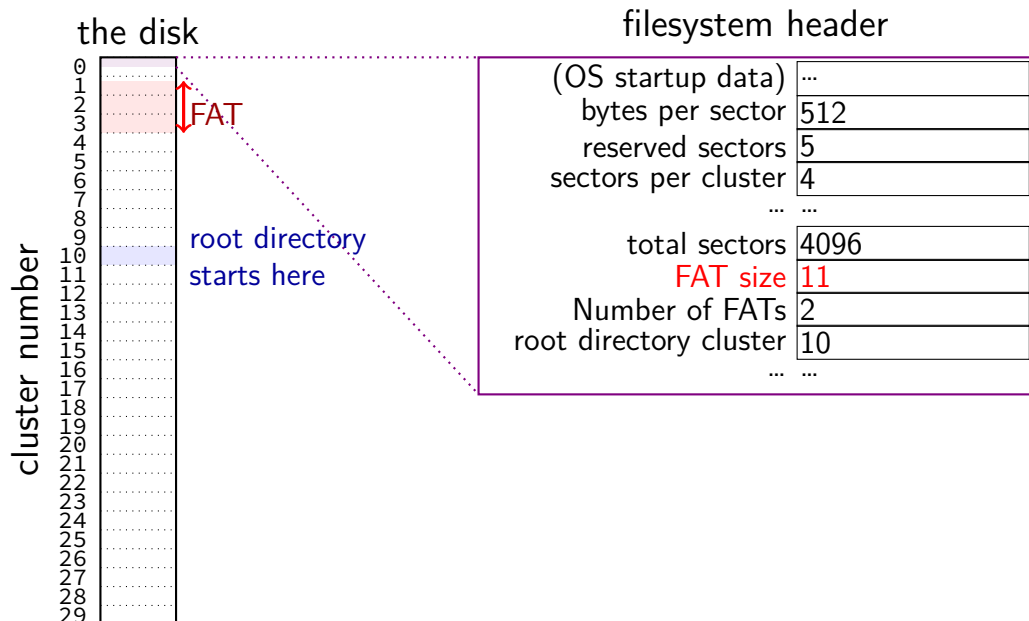 the disk
filesystem header
cluster number
0
1
2
3
4
5
6
7
8
9
10
11
12
13
14
15
16
17
18
19
20
21
22
23
24
25
26
27
28
29
FAT
root directory
starts here
(OS startup data) ...
bytes per sector 512
reserved sectors 5
sectors per cluster 4
... ...
total sectors 4096
FAT size 11
Number of FATs 2
root directory cluster 10
... ...